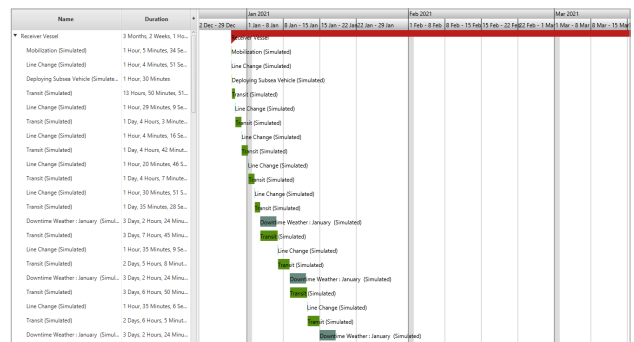 Jan 2021 Feb 2021 Mar 2021
Name Duration 2 Dec - 29 Dec 1 Jan - 8 Jan 8 Jan - 15 Jan 15 Jan - 22 Jan 22 Jan - 29 Jan 1 Feb - 8 Feb 8 Feb - 15 Feb 15 Feb - 22 Feb 22 Feb - 1 Mar 1 Mar - 8 Mar 8 Mar - 15 Mar
Receiver Vessel 3 Months, 2 Weeks, 1 Ho... Receiver Vessel
Mobilization (Simulated) 1 Hour, 5 Minutes, 34 Se... Mobilization (Simulated)
Line Change (Simulated) 1 Hour, 4 Minutes, 51 Se... Line Change (Simulated)
Deploying Subsea Vehicle (Simulate... 1 Hour, 30 Minutes Deploying Subsea Vehicle (Simulated)
Transit (Simulated) 13 Hours, 50 Minutes, 51... Transit (Simulated)
Line Change (Simulated) 1 Hour, 29 Minutes, 9 Se... Line Change (Simulated)
Transit (Simulated) 1 Day, 4 Hours, 3 Minute... Transit (Simulated)
Line Change (Simulated) 1 Hour, 4 Minutes, 16 Se... Line Change (Simulated)
Transit (Simulated) 1 Day, 4 Hours, 42 Minut... Transit (Simulated)
Line Change (Simulated) 1 Hour, 20 Minutes, 46 S... Line Change (Simulated)
Transit (Simulated) 1 Day, 4 Hours, 7 Minute... Transit (Simulated)
Line Change (Simulated) 1 Hour, 30 Minutes, 51 S... Line Change (Simulated)
Transit (Simulated) 1 Day, 35 Minutes, 28 Se... Transit (Simulated)
Downtime Weather : January (Simul... 3 Days, 2 Hours, 24 Minu... Downtime Weather : January (Simulated)
Transit (Simulated) 3 Days, 7 Hours, 45 Minu... Transit (Simulated)
Line Change (Simulated) 1 Hour, 35 Minutes, 9 Se... Line Change (Simulated)
Transit (Simulated) 2 Days, 5 Hours, 8 Minut... Transit (Simulated)
Downtime Weather : January (Simul... 3 Days, 2 Hours, 24 Minu... Downtime Weather : January (Simulated)
Transit (Simulated) 3 Days, 6 Hours, 50 Minu... Transit (Simulated)
Line Change (Simulated) 1 Hour, 35 Minutes, 6 Se... Line Change (Simulated)
Transit (Simulated) 2 Days, 6 Hours, 5 Minut... Transit (Simulated)
Downtime Weather : January (Simul... 3 Days, 2 Hours, 24 Minu... Downtime Weather : January (Simulated)